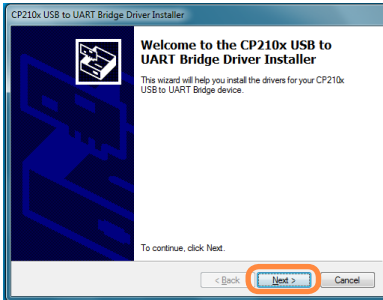 CP210x USB to UART Bridge Driver Installer
Welcome to the CP210x USB to
UART Bridge Driver Installer
This wizard will help you install the drivers for your CP210x
USB to UART Bridge device.
To continue, click Next.
< Back
Next >
Cancel